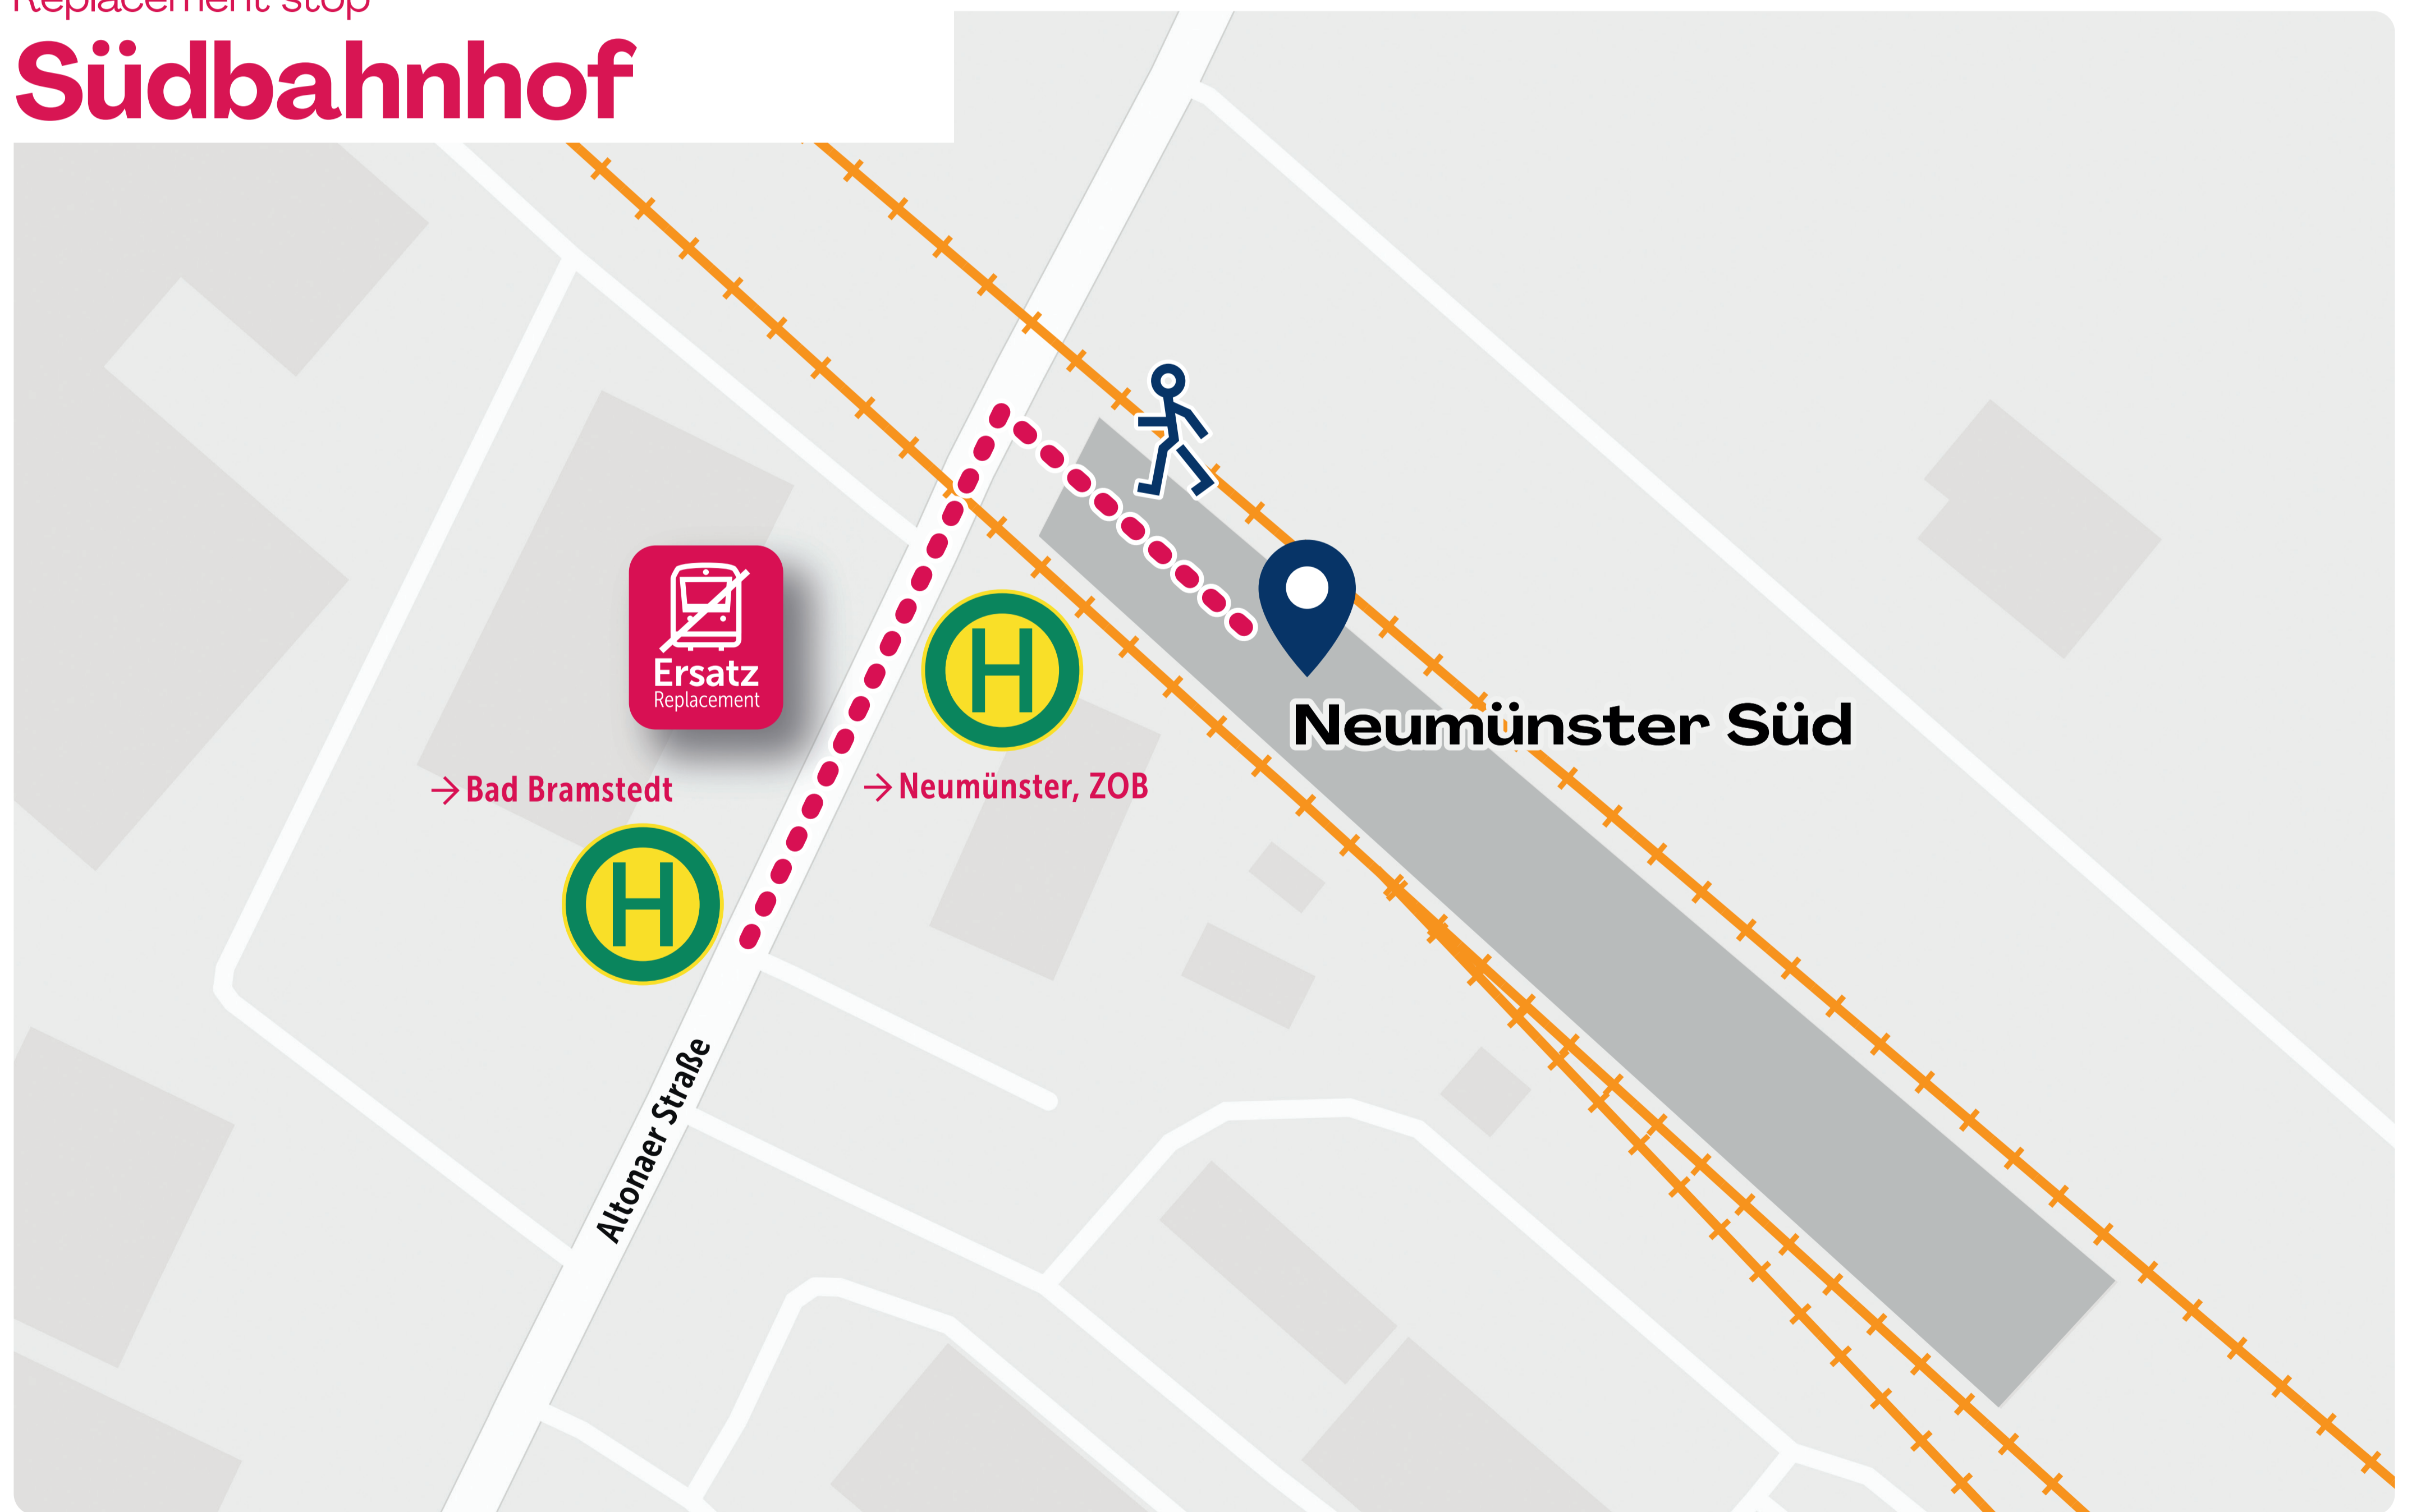 Replacement stop
Südbahnhof
Ersatz
Replacement
H
Neumünster Süd
→ Bad Bramstedt
→ Neumünster, ZOB
H
Altonaer Straße